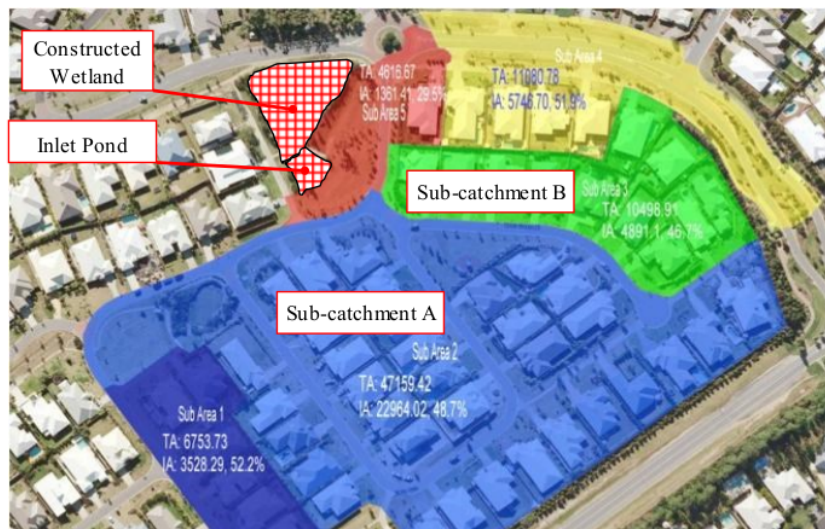 Constructed
Wetland
Inlet Pond
Sub Area 4
TA: 11080.78
IA: 5746.70, 51.9%
TA: 4616.67
IA: 1361.41, 29.5%
Sub Area 5
Sub-catchment B
Sub Area 3
TA: 10498.91
IA: 4891.1, 46.7%
Sub-catchment A
Sub Area 2
TA: 47159.42
IA: 22964.02, 48.7%
Sub Area 1
TA: 6753.73
IA: 3528.29, 52.2%